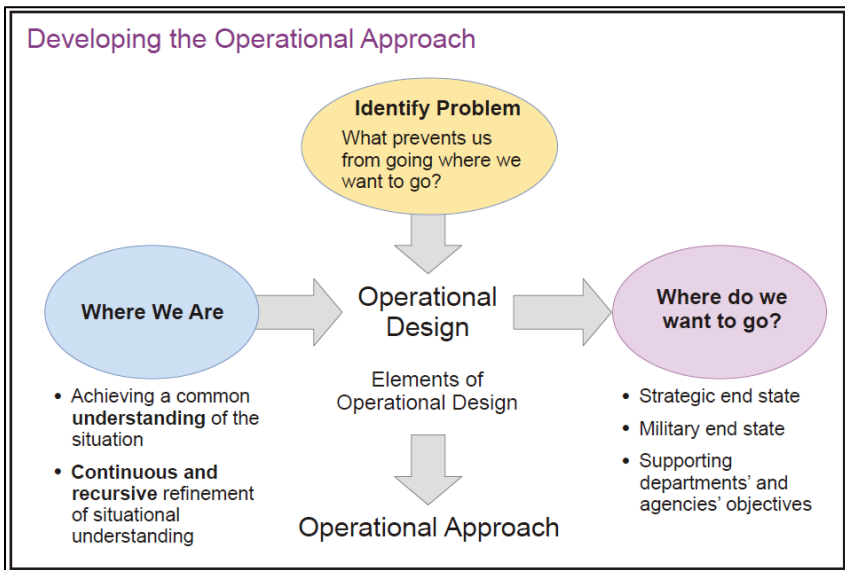 Developing the Operational Approach
Identify Problem
What prevents us
from going where we
want to go?
Where We Are
Operational
Design
Where do we
want to go?
• Achieving a common
understanding of the
situation
• Continuous and
recursive refinement
of situational
understanding
Elements of
Operational Design
• Strategic end state
• Military end state
• Supporting
departments’ and
agencies’ objectives
Operational Approach